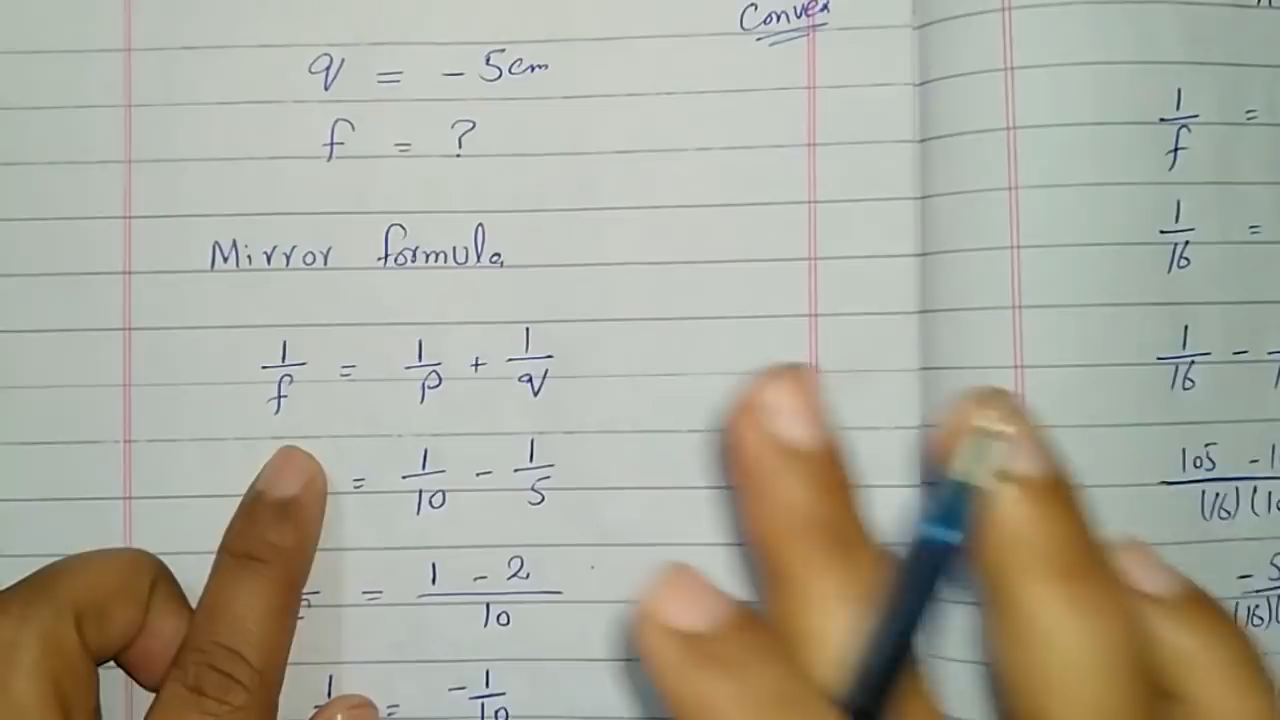 Convex
q = - 5cm
f = ?
Mirror formula
1/f = 1/p + 1/q
= 1/10 - 1/5
= 1 - 2 / 10
1 = - 1/10
1/f =
1/16 =
1/16 -
105 - 1
(16)(1
- 5
(16)(